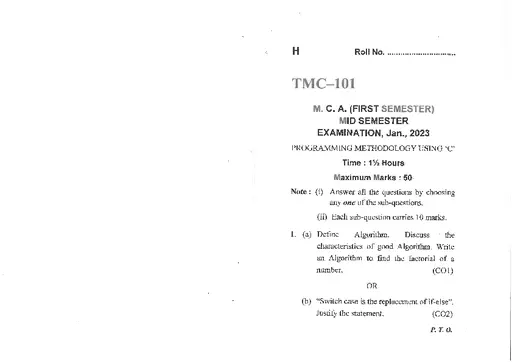 H Roll No. ..............................
TMC–101
M. C. A. (FIRST SEMESTER)
MID SEMESTER
EXAMINATION, Jan., 2023
PROGRAMMING METHODOLOGY USING ‘C’
Time : 1½ Hours
Maximum Marks : 50
Note : (i) Answer all the questions by choosing
any one of the sub-questions.
(ii) Each sub-question carries 10 marks.
1. (a) Define Algorithm. Discuss the
characteristics of good Algorithm. Write
an Algorithm to find the factorial of a
number. (CO1)
OR
(b) “Switch case is the replacement of if-else”.
Justify the statement. (CO2)
P. T. O.